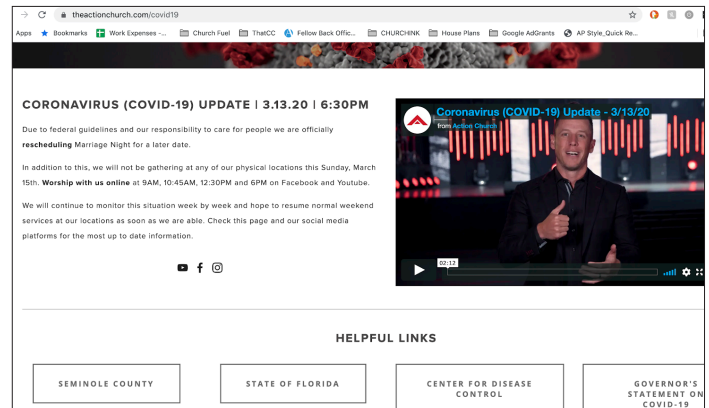 theactionchurch.com/covid19
Apps Bookmarks Work Expenses -... Church Fuel ThatCC Fellow Back Offic... CHURCHINK House Plans Google AdGrants AP Style_Quick Re...
CORONAVIRUS (COVID-19) UPDATE | 3.13.20 | 6:30PM
Due to federal guidelines and our responsibility to care for people we are officially
rescheduling Marriage Night for a later date.
In addition to this, we will not be gathering at any of our physical locations this Sunday, March
15th. Worship with us online at 9AM, 10:45AM, 12:30PM and 6PM on Facebook and Youtube.
We will continue to monitor this situation week by week and hope to resume normal weekend
services at our locations as soon as we are able. Check this page and our social media
platforms for the most up to date information.
Coronavirus (COVID-19) Update - 3/13/20
from Action Church
02:12
HELPFUL LINKS
SEMINOLE COUNTY
STATE OF FLORIDA
CENTER FOR DISEASE
CONTROL
GOVERNOR'S
STATEMENT ON
COVID-19